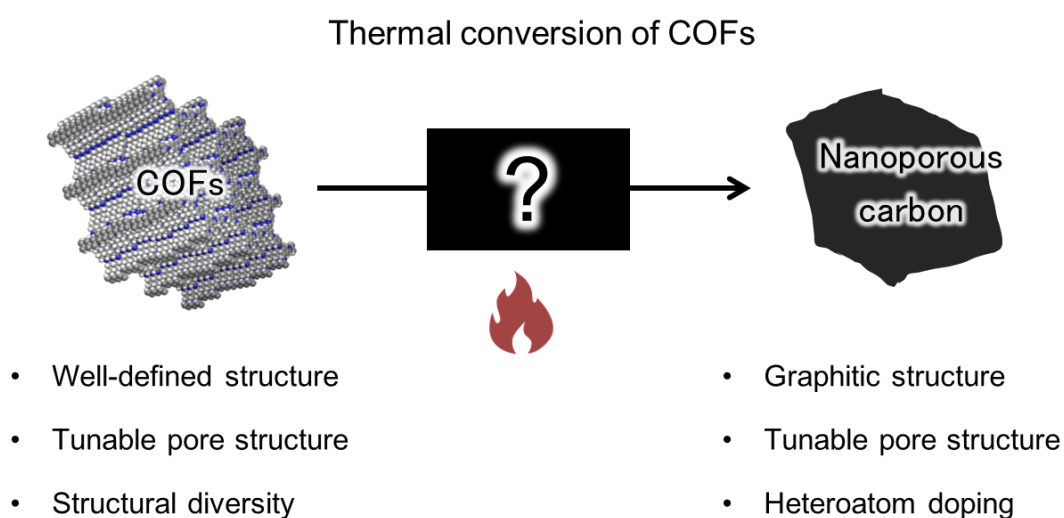 Thermal conversion of COFs
COFs
?
Nanoporous
carbon
• Well-defined structure
• Tunable pore structure
• Structural diversity
• Graphitic structure
• Tunable pore structure
• Heteroatom doping